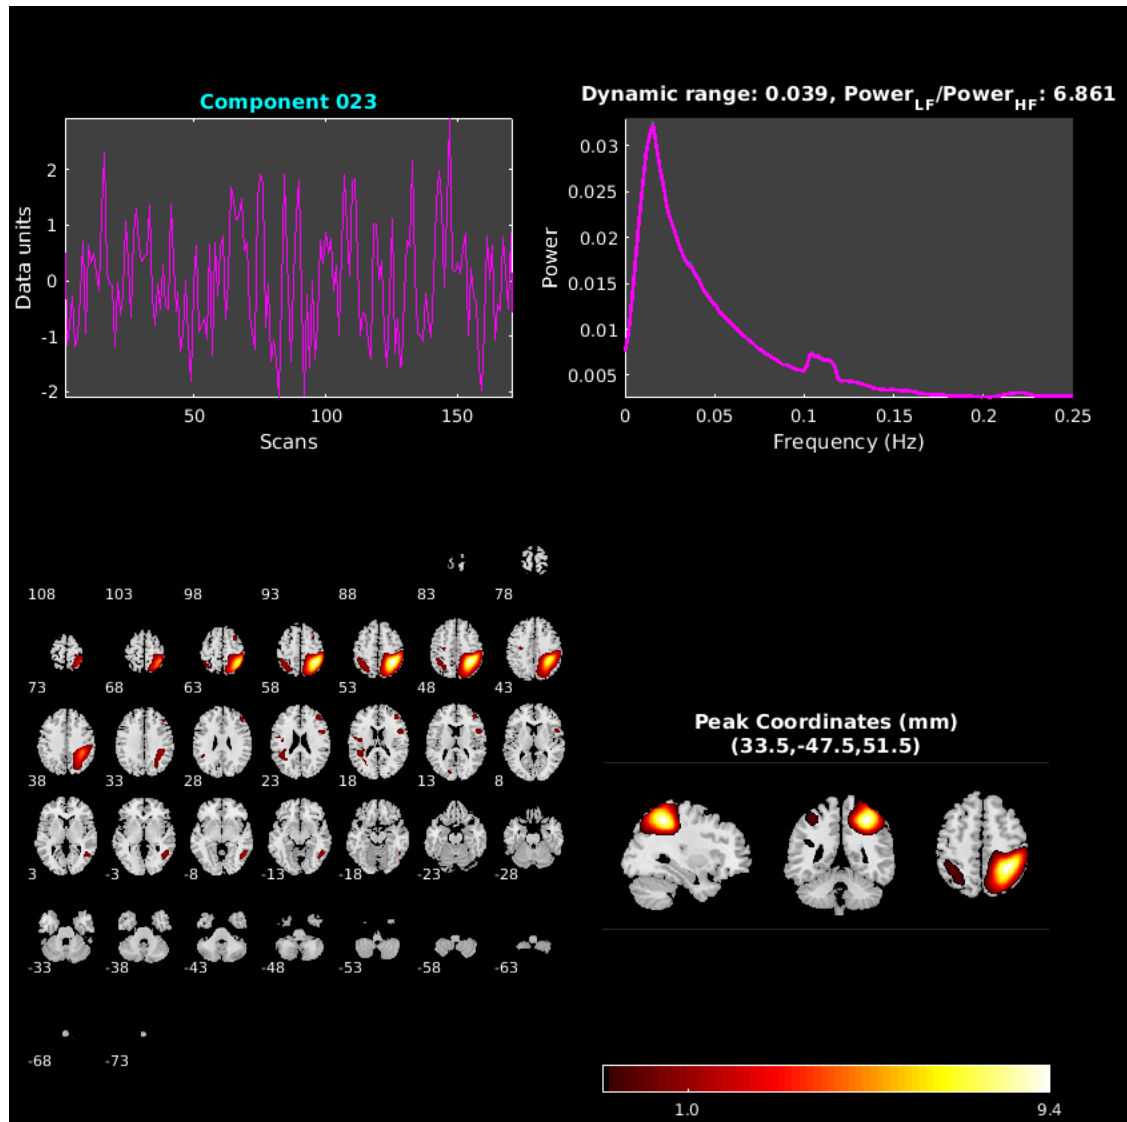 Component 023
Data units
2
1
0
-1
-2
50
100
150
Scans
Dynamic range: 0.039, Power_LF/Power_HF: 6.861
Power
0.03
0.025
0.02
0.015
0.01
0.005
0
0.05
0.1
0.15
0.2
0.25
Frequency (Hz)
108 103 98 93 88 83 78
73 68 63 58 53 48 43
38 33 28 23 18 13 8
3 -3 -8 -13 -18 -23 -28
-33 -38 -43 -48 -53 -58 -63
-68 -73
Peak Coordinates (mm)
(33.5,-47.5,51.5)
1.0
9.4